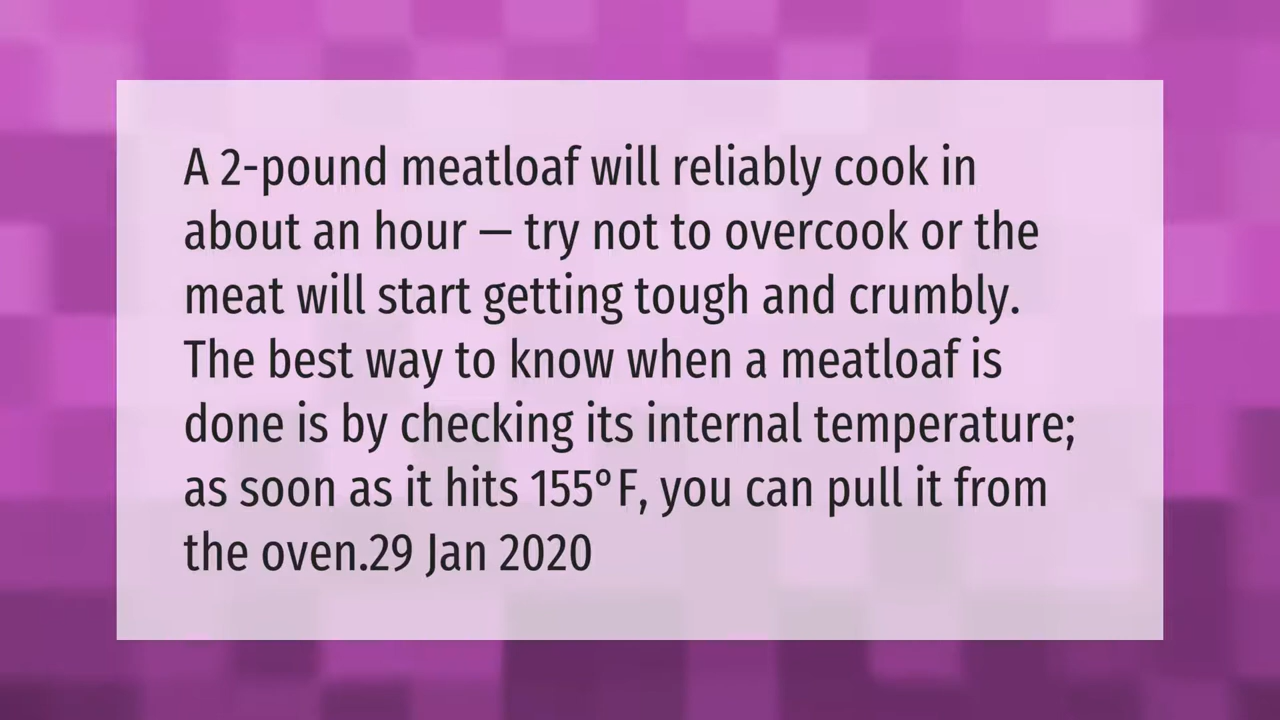 A 2-pound meatloaf will reliably cook in
about an hour — try not to overcook or the
meat will start getting tough and crumbly.
The best way to know when a meatloaf is
done is by checking its internal temperature;
as soon as it hits 155°F, you can pull it from
the oven.29 Jan 2020